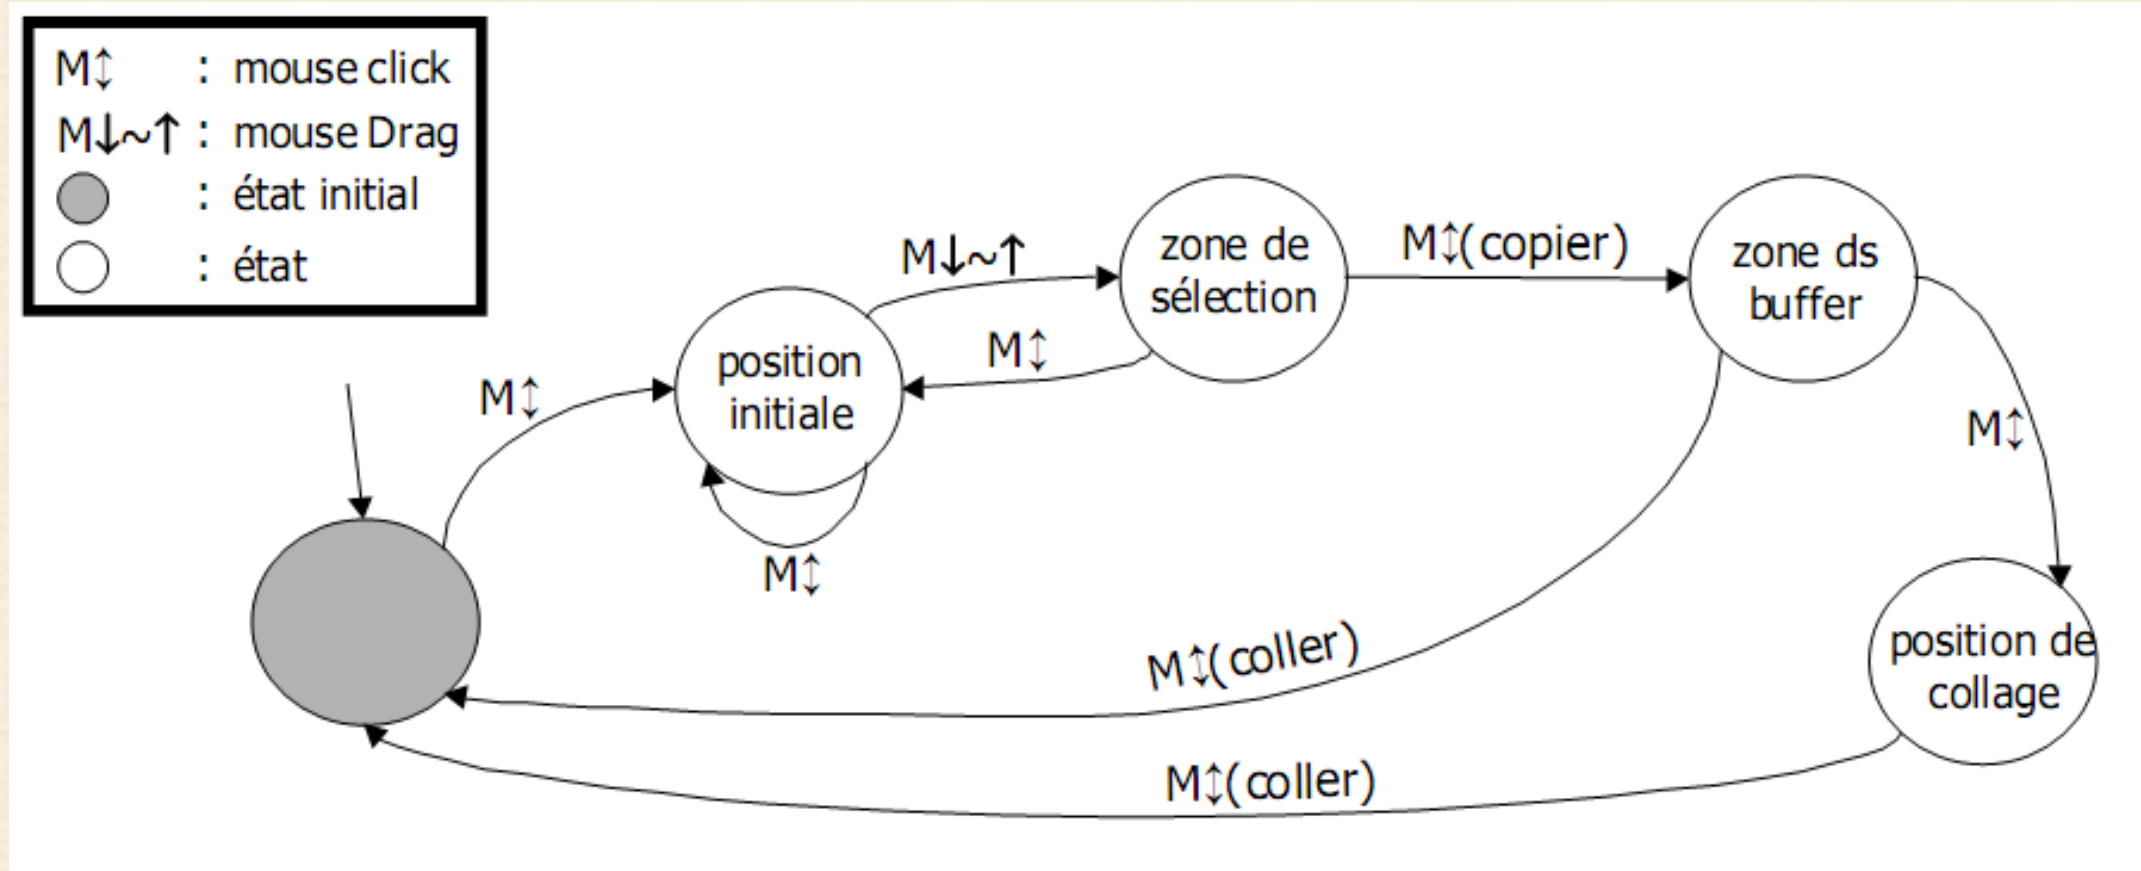 M↕ : mouse click
M↓~↑ : mouse Drag
: état initial
: état
M↓~↑
zone de
sélection
M↕(copier)
zone ds
buffer
position
initiale
M↕
M↕
M↕
M↕
M↕(coller)
position de
collage
M↕(coller)